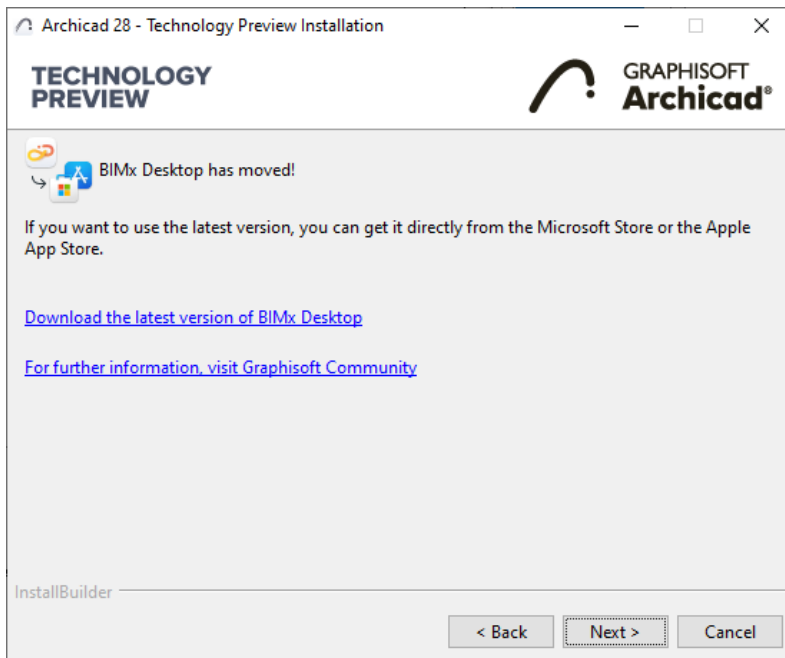 Archicad 28 - Technology Preview Installation
TECHNOLOGY
PREVIEW
GRAPHISOFT
Archicad®
BIMx Desktop has moved!
If you want to use the latest version, you can get it directly from the Microsoft Store or the Apple
App Store.
Download the latest version of BIMx Desktop
For further information, visit Graphisoft Community
InstallBuilder
< Back
Next >
Cancel